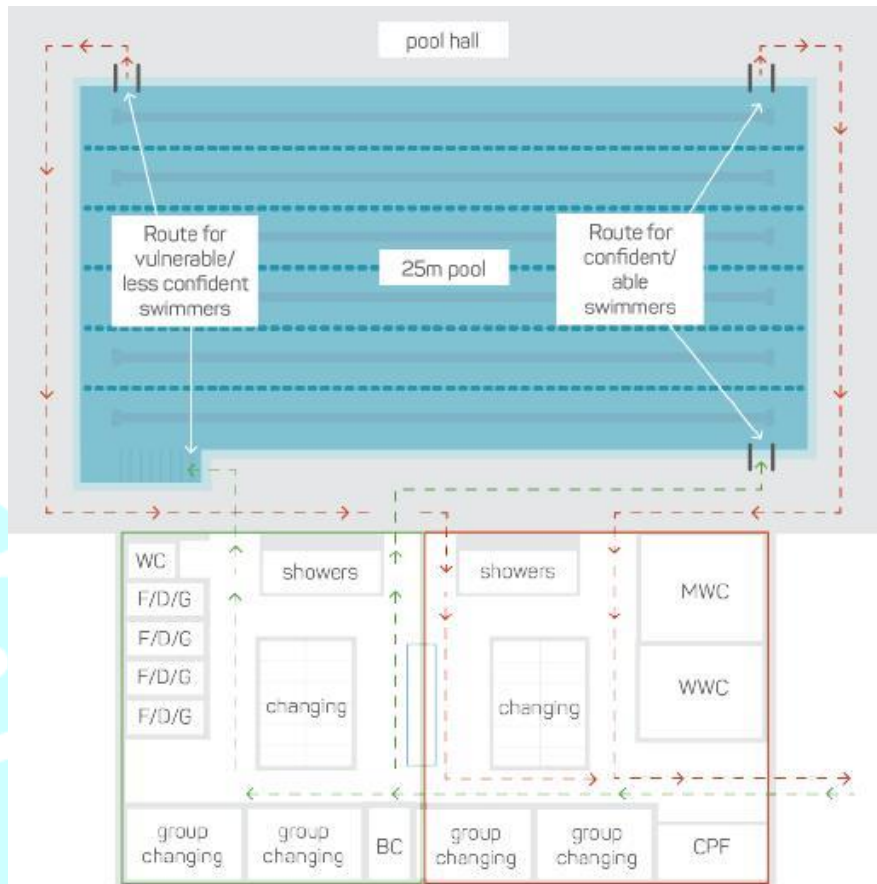 pool hall
Route for
vulnerable/
less confident
swimmers
25m pool
Route for
confident/
able
swimmers
WC
F/D/G
F/D/G
F/D/G
F/D/G
showers
changing
showers
changing
MWC
WWC
group
changing
group
changing
BC
group
changing
group
changing
CPF